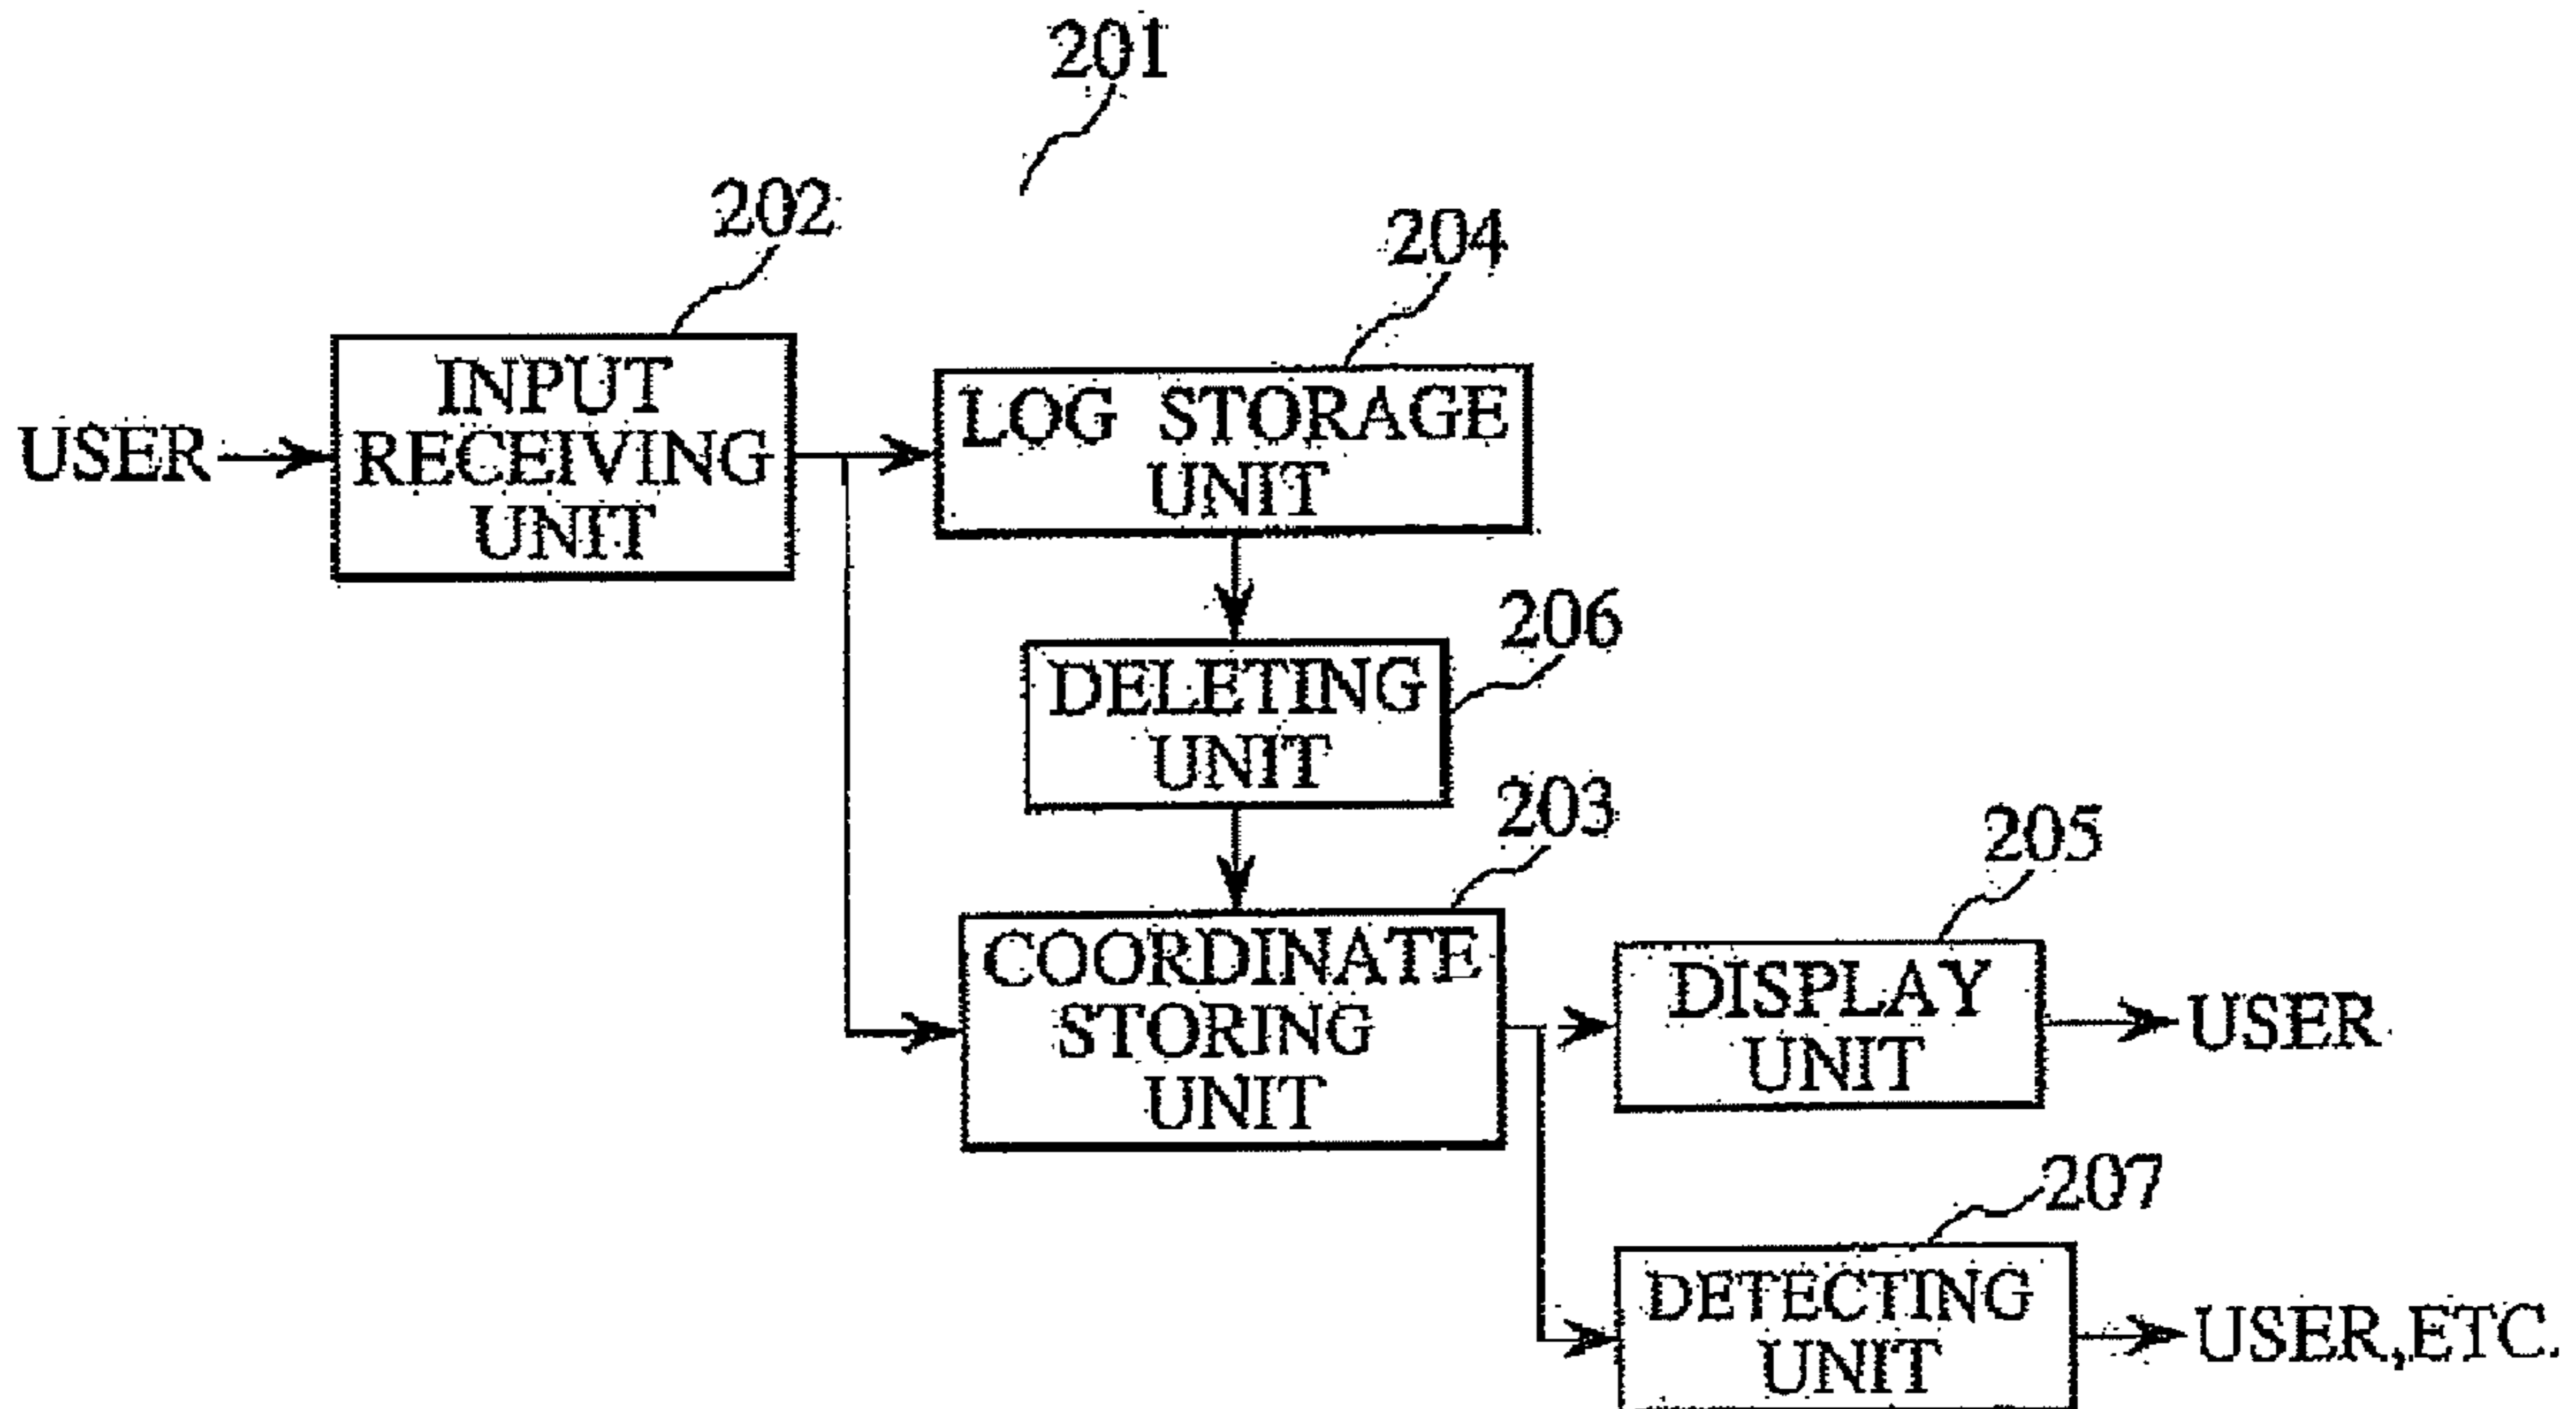 201
202
204
INPUT
RECEIVING
UNIT
USER
LOG STORAGE
UNIT
206
DELETING
UNIT
203
205
COORDINATE
STORING
UNIT
DISPLAY
UNIT
USER
207
DETECTING
UNIT
USER,ETC.